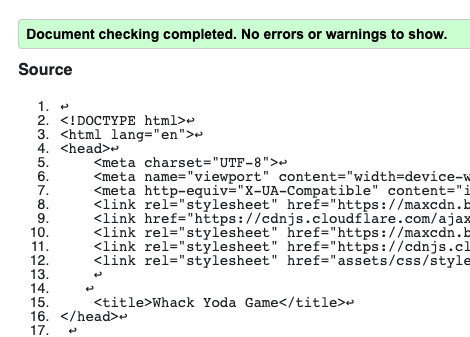 Document checking completed. No errors or warnings to show.
Source
1. ↩
2. <!DOCTYPE html>↩
3. <html lang="en">↩
4. <head>↩
5. <meta charset="UTF-8">↩
6. <meta name="viewport" content="width=device-w
7. <meta http-equiv="X-UA-Compatible" content="i
8. <link rel="stylesheet" href="https://maxcdn.b
9. <link href="https://cdnjs.cloudflare.com/ajax
10. <link rel="stylesheet" href="https://maxcdn.b
11. <link rel="stylesheet" href="https://cdnjs.cl
12. <link rel="stylesheet" href="assets/css/style
13. ↩
14. ↩
15. <title>Whack Yoda Game</title>↩
16. </head>↩
17. ↩